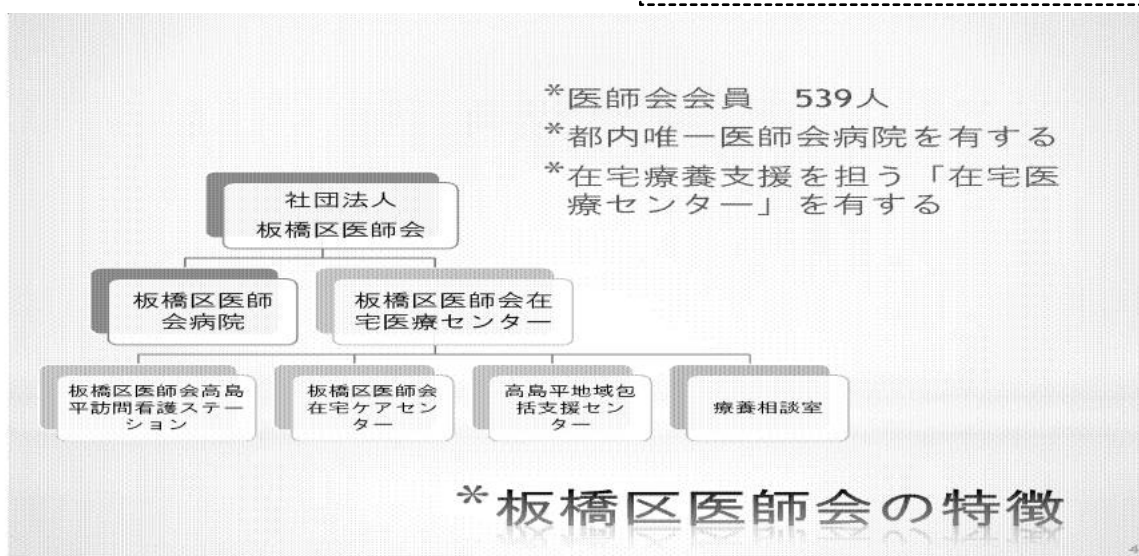 *医師会会員　539人
*都内唯一医師会病院を有する
*在宅療養支援を担う「在宅医
療センター」を有する
社団法人
板橋区医師会
板橋区医師
会病院
板橋区医師会在
宅医療センター
板橋区医師会高島
平訪問看護ステー
ション
板橋区医師会
在宅ケアセン
ター
高島平地域包
括支援セン
ター
療養相談室
*板橋区医師会の特徴
4